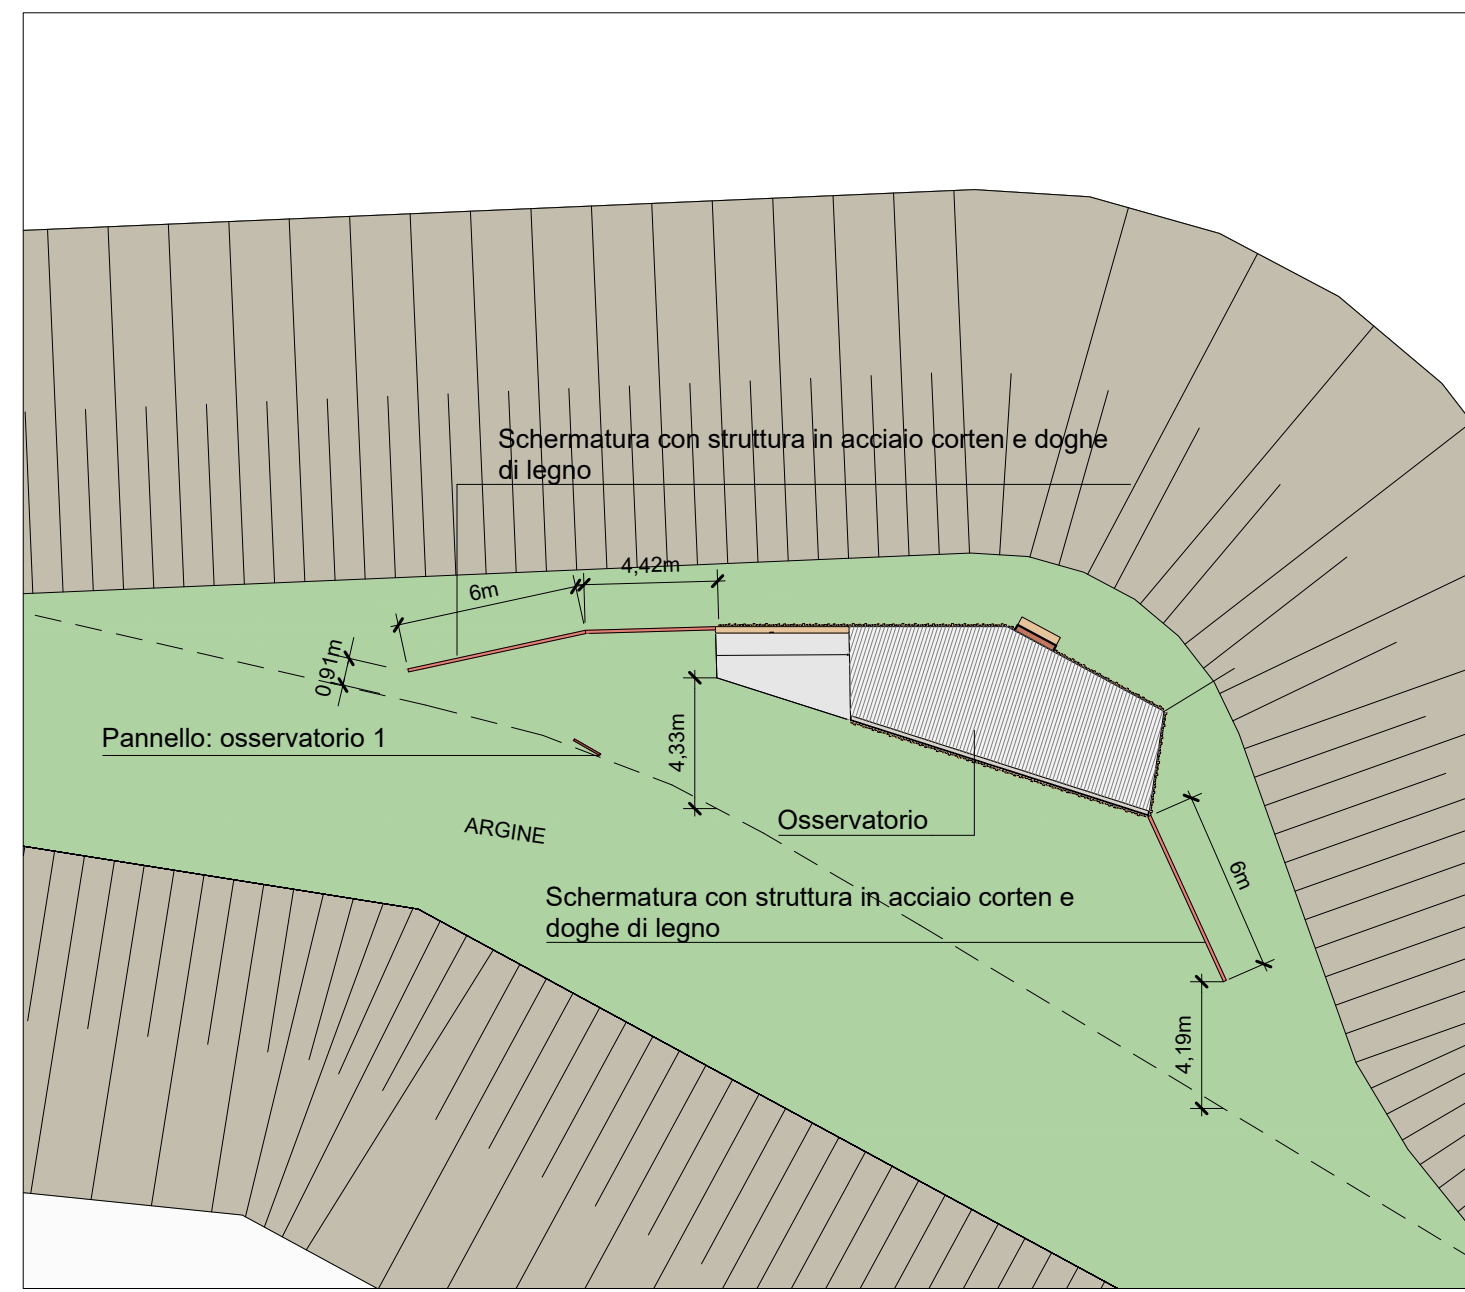 Schermatura con struttura in acciaio corten e doghe
di legno
4,42m
6m
0,91m
Pannello: osservatorio 1
4,33m
Osservatorio
ARGINE
6m
Schermatura con struttura in acciaio corten e
doghe di legno
4,19m